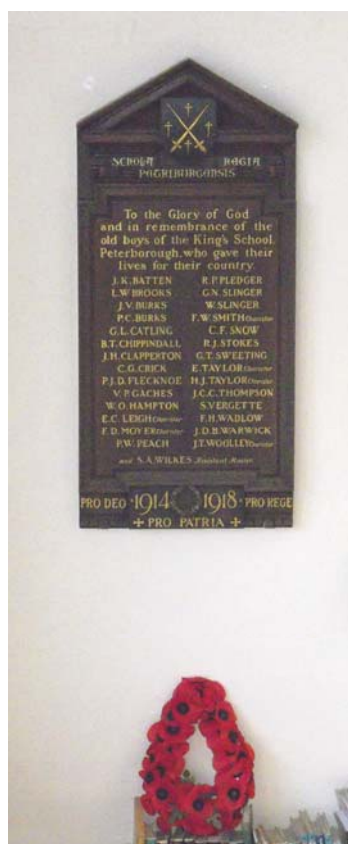 SCHOLA REGIA
PETRIBURGENSIS
To the Glory of God
and in remembrance of the
old boys of the King's School,
Peterborough, who gave their
lives for their country
J. K. BATTEN R. P. PLEDGER
L. W. BROOKS G. N. SLINGER
J. V. BURKS W. SLINGER
P. C. BURKS F. W. SMITH Chorister
G. L. CATLING C. F. SNOW
B. T. CHIPPINDALL R. J. STOKES
J. H. CLAPPERTON G. T. SWEETING
C. G. CRICK E. TAYLOR Chorister
P. J. D. FLECKNOE H. J. TAYLOR Chorister
V. P. GACHES J. C. C. THOMPSON
W. O. HAMPTON S. VERGETTE
E. C. LEIGH Chorister F. H. WADLOW
F. D. MOYER Chorister J. D. B. WARWICK
P. W. PEACH J. T. WOOLLEY Chorister
and S. A. WILKES Assistant Master
PRO DEO · 1914 1918 · PRO REGE
+ PRO PATRIA +